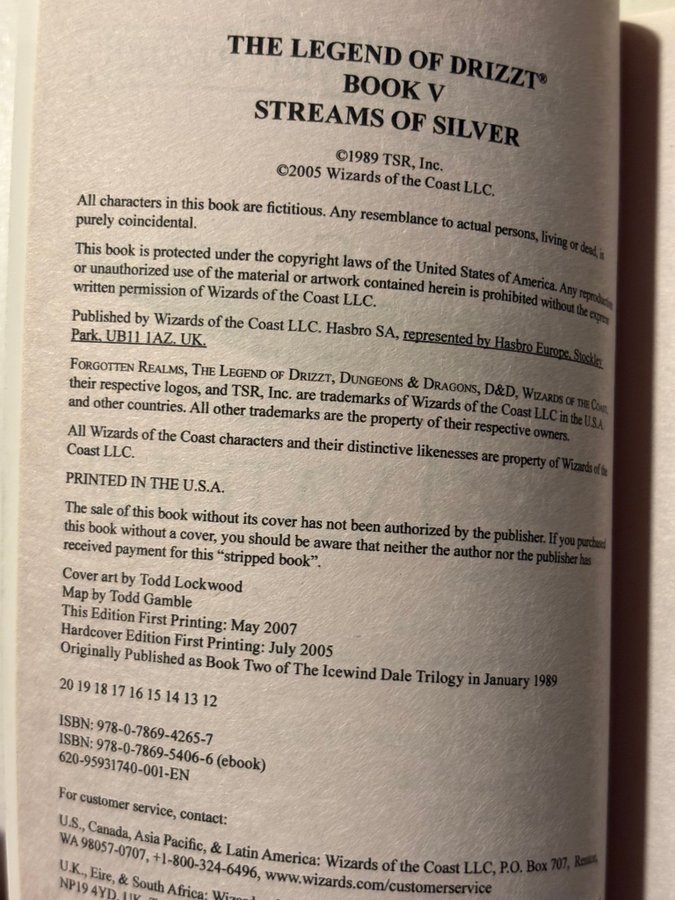 THE LEGEND OF DRIZZT®
BOOK V
STREAMS OF SILVER
©1989 TSR, Inc.
©2005 Wizards of the Coast LLC.
All characters in this book are fictitious. Any resemblance to actual persons, living or dead, is
purely coincidental.
This book is protected under the copyright laws of the United States of America. Any reproduction
or unauthorized use of the material or artwork contained herein is prohibited without the express
written permission of Wizards of the Coast LLC.
Published by Wizards of the Coast LLC. Hasbro SA, represented by Hasbro Europe, Stockley
Park, UB11 1AZ. UK.
FORGOTTEN REALMS, THE LEGEND OF DRIZZT, DUNGEONS & DRAGONS, D&D, WIZARDS OF THE COAST,
their respective logos, and TSR, Inc. are trademarks of Wizards of the Coast LLC in the U.S.A
and other countries. All other trademarks are the property of their respective owners.
All Wizards of the Coast characters and their distinctive likenesses are property of Wizards of the
Coast LLC.
PRINTED IN THE U.S.A.
The sale of this book without its cover has not been authorized by the publisher. If you purchased
this book without a cover, you should be aware that neither the author nor the publisher has
received payment for this “stripped book”.
Cover art by Todd Lockwood
Map by Todd Gamble
This Edition First Printing: May 2007
Hardcover Edition First Printing: July 2005
Originally Published as Book Two of The Icewind Dale Trilogy in January 1989
20 19 18 17 16 15 14 13 12
ISBN: 978-0-7869-4265-7
ISBN: 978-0-7869-5406-6 (ebook)
620-95931740-001-EN
For customer service, contact:
U.S., Canada, Asia Pacific, & Latin America: Wizards of the Coast LLC, P.O. Box 707, Renton,
WA 98057-0707, +1-800-324-6496, www.wizards.com/customerservice
U.K., Eire, & South Africa:
NP19 4YD, UK